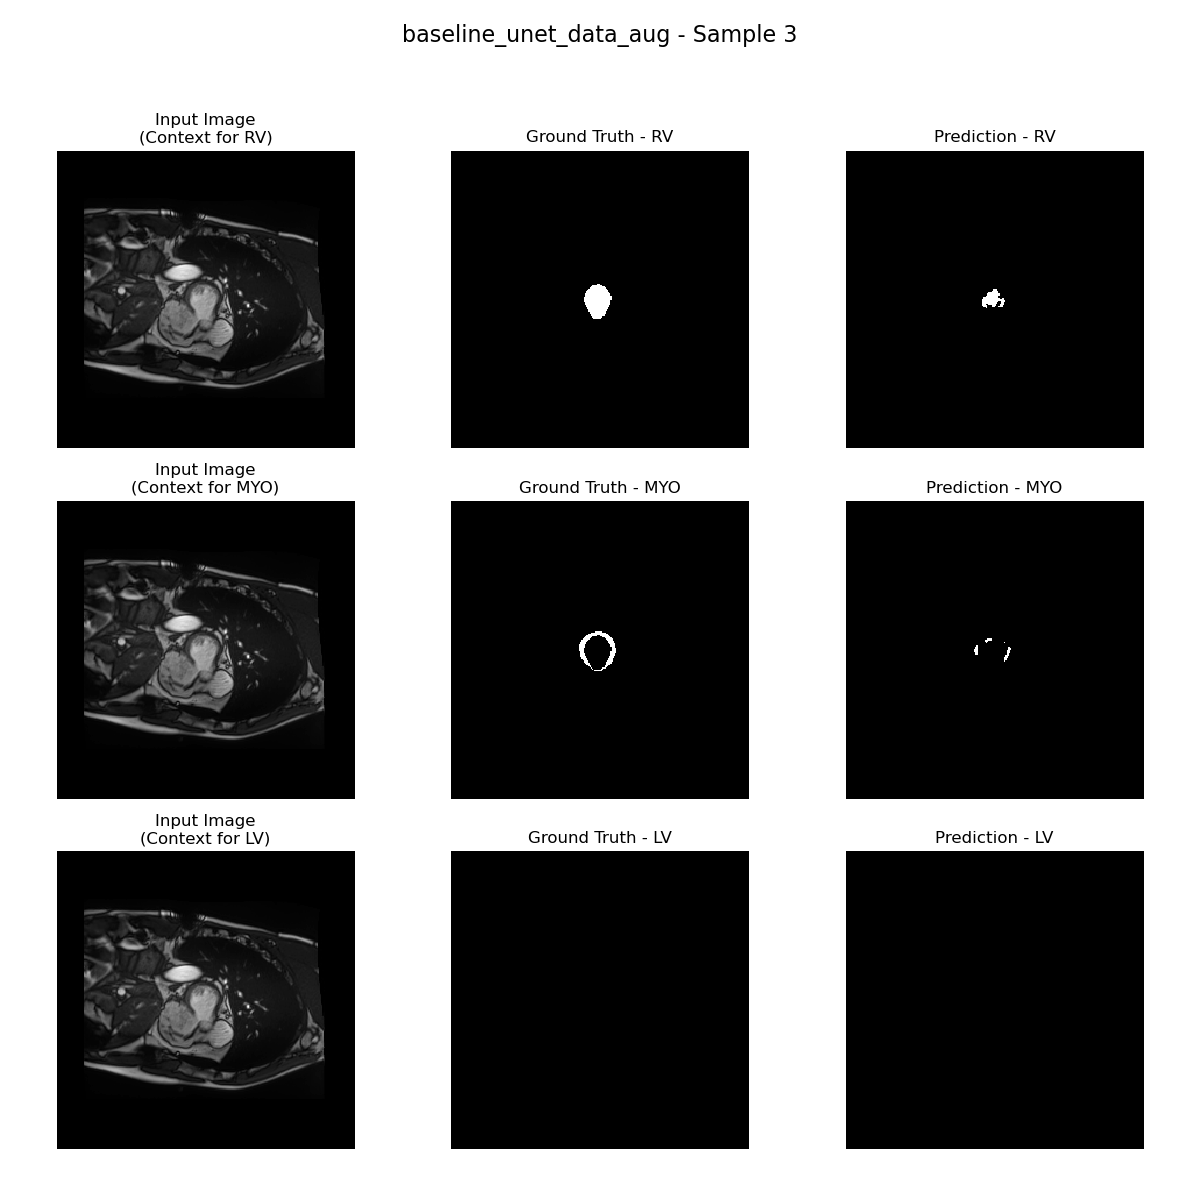 baseline_unet_data_aug - Sample 3
Input Image
(Context for RV)
Ground Truth - RV
Prediction - RV
Input Image
(Context for MYO)
Ground Truth - MYO
Prediction - MYO
Input Image
(Context for LV)
Ground Truth - LV
Prediction - LV